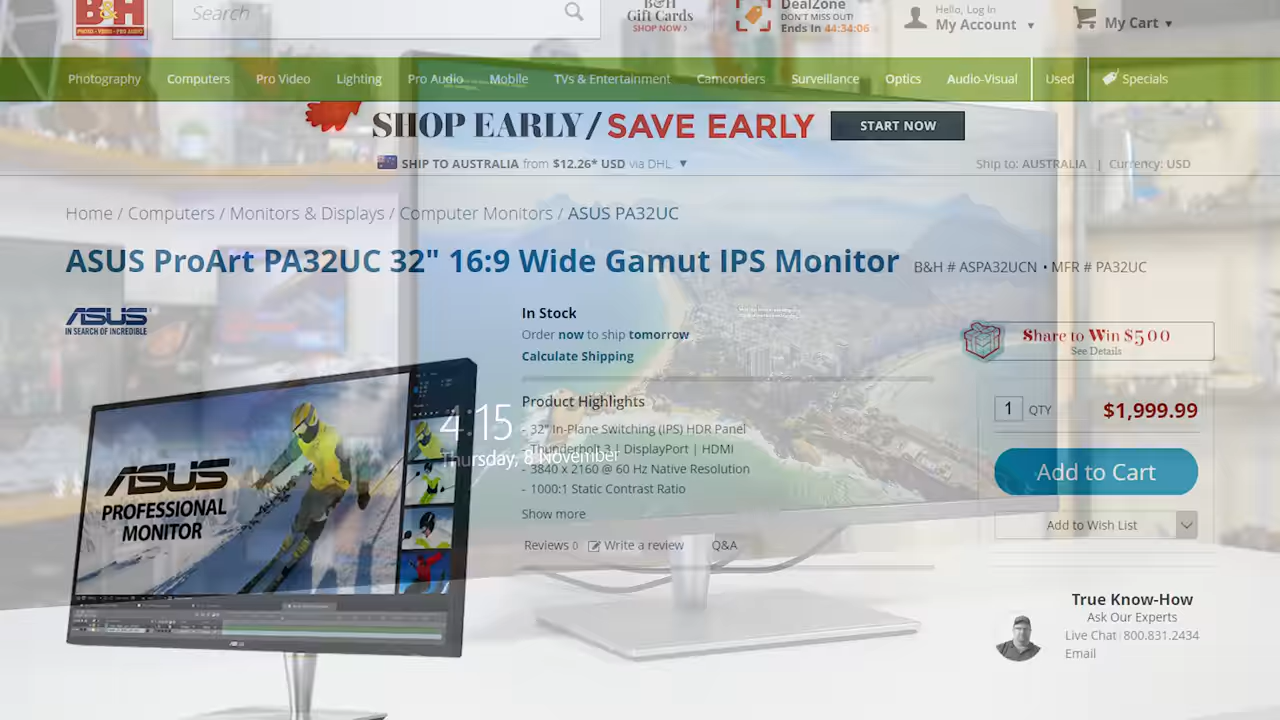 B&H
PHOTO - VIDEO - PRO AUDIO
Search
B&H
Gift Cards
SHOP NOW >
DealZone
DON'T MISS OUT!
Ends In 44:34:06
Hello, Log In
My Account
My Cart
Photography Computers Pro Video Lighting Pro Audio Mobile TVs & Entertainment Camcorders Surveillance Optics Audio-Visual Used Specials
SHOP EARLY/SAVE EARLY
START NOW
SHIP TO AUSTRALIA from $12.26* USD via DHL
Ship to: AUSTRALIA | Currency: USD
Home / Computers / Monitors & Displays / Computer Monitors / ASUS PA32UC
ASUS ProArt PA32UC 32" 16:9 Wide Gamut IPS Monitor
B&H # ASPA32UCN • MFR # PA32UC
ASUS
IN SEARCH OF INCREDIBLE
In Stock
Order now to ship tomorrow
Calculate Shipping
Share to Win $500
See Details
Product Highlights
- 32" In-Plane Switching (IPS) HDR Panel
- Thunderbolt 3 | DisplayPort | HDMI
- 3840 x 2160 @ 60 Hz Native Resolution
- 1000:1 Static Contrast Ratio
Show more
Reviews 0 Write a review Q&A
4:15
Thursday, 8 November
1 QTY
$1,999.99
Add to Cart
Add to Wish List
ASUS
PROFESSIONAL
MONITOR
True Know-How
Ask Our Experts
Live Chat 800.831.2434
Email